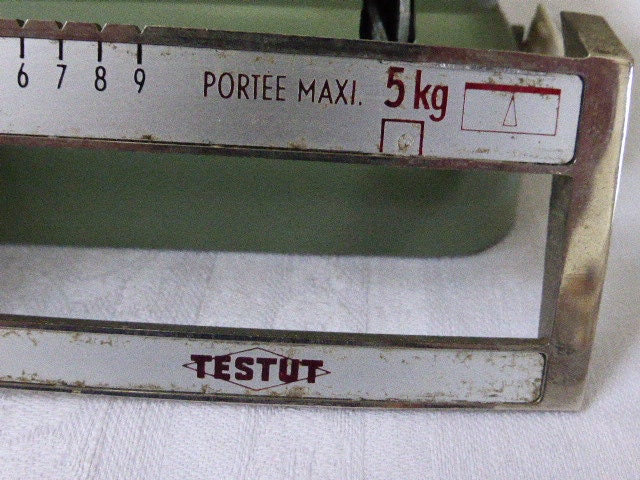 6 7 8 9
PORTEE MAXI. 5 kg
TESTUT